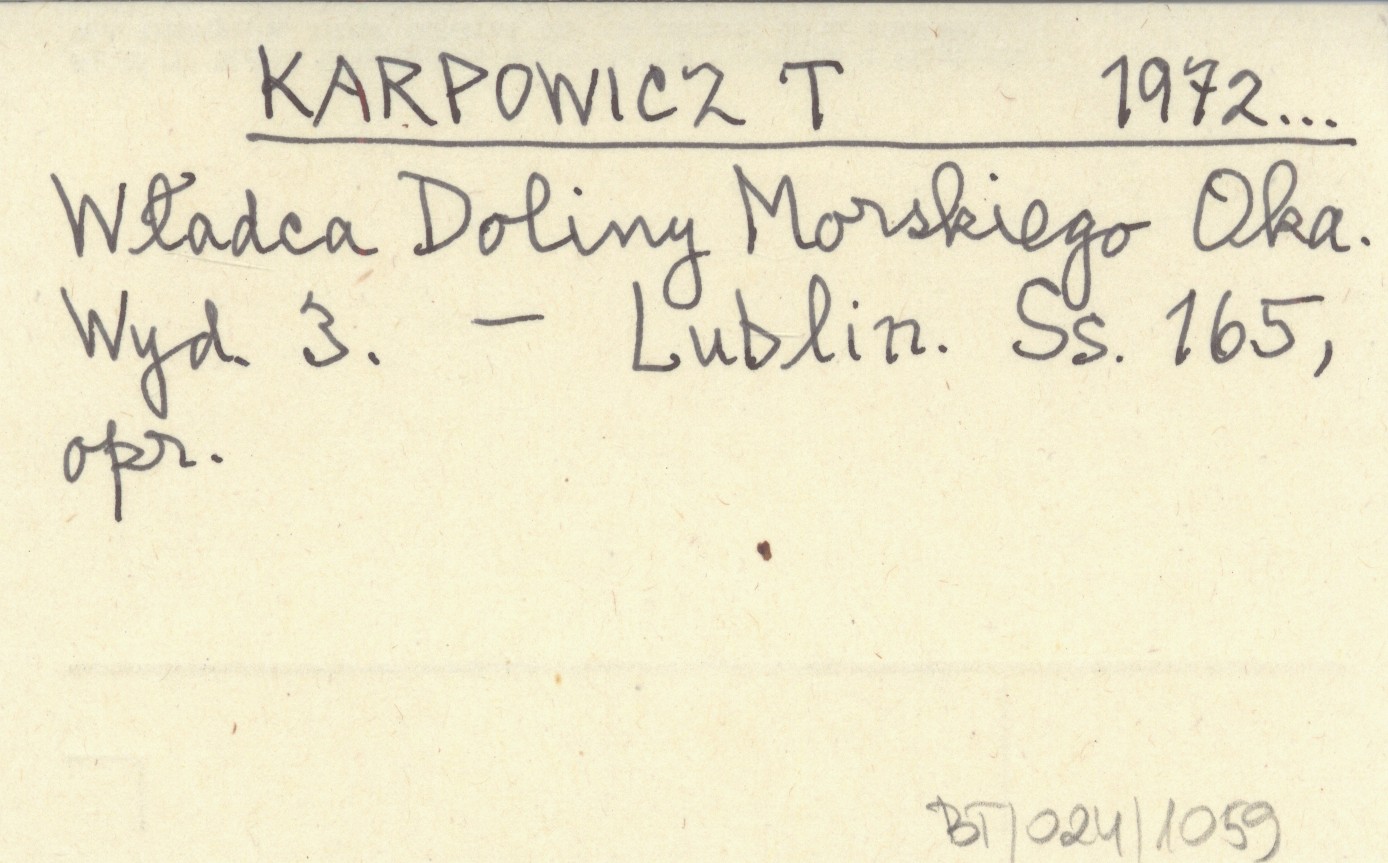 KARPOWICZ T 1972...
Władca Doliny Morskiego Oka.
Wyd. 3. – Lublin. Ss. 165,
opr.
BT/024/1059